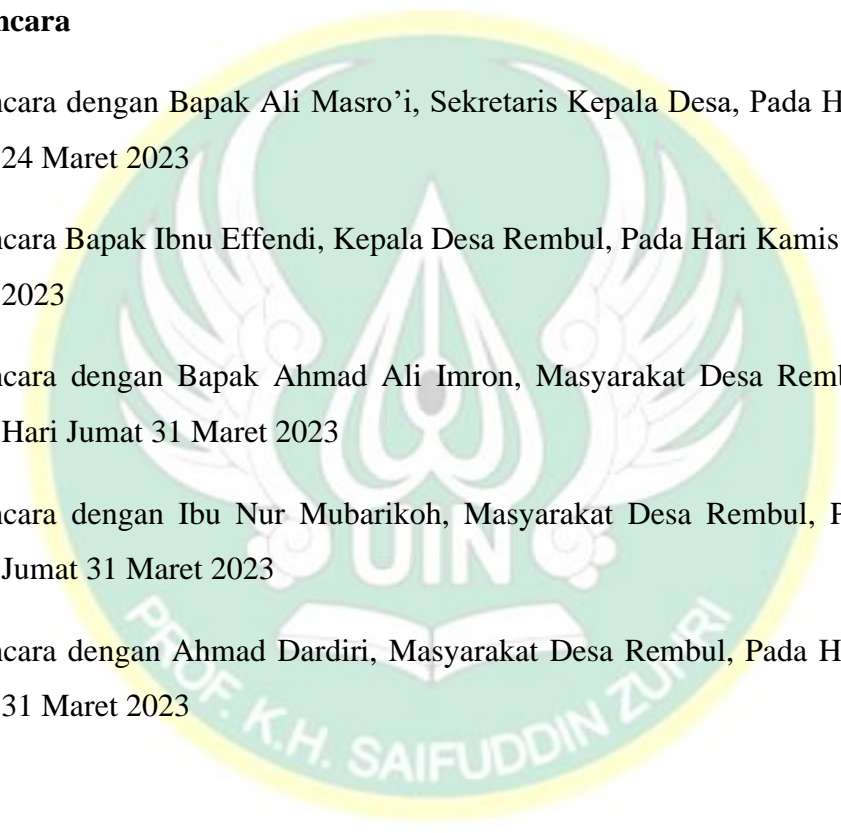 ncara
ncara dengan Bapak Ali Masro’i, Sekretaris Kepala Desa, Pada H
24 Maret 2023
ncara Bapak Ibnu Effendi, Kepala Desa Rembul, Pada Hari Kamis
2023
ncara dengan Bapak Ahmad Ali Imron, Masyarakat Desa Remb
Hari Jumat 31 Maret 2023
ncara dengan Ibu Nur Mubarikoh, Masyarakat Desa Rembul, P
Jumat 31 Maret 2023
UIN
ncara dengan Ahmad Dardiri, Masyarakat Desa Rembul, Pada H
31 Maret 2023
PROF. K.H. SAIFUDDIN ZUHRI